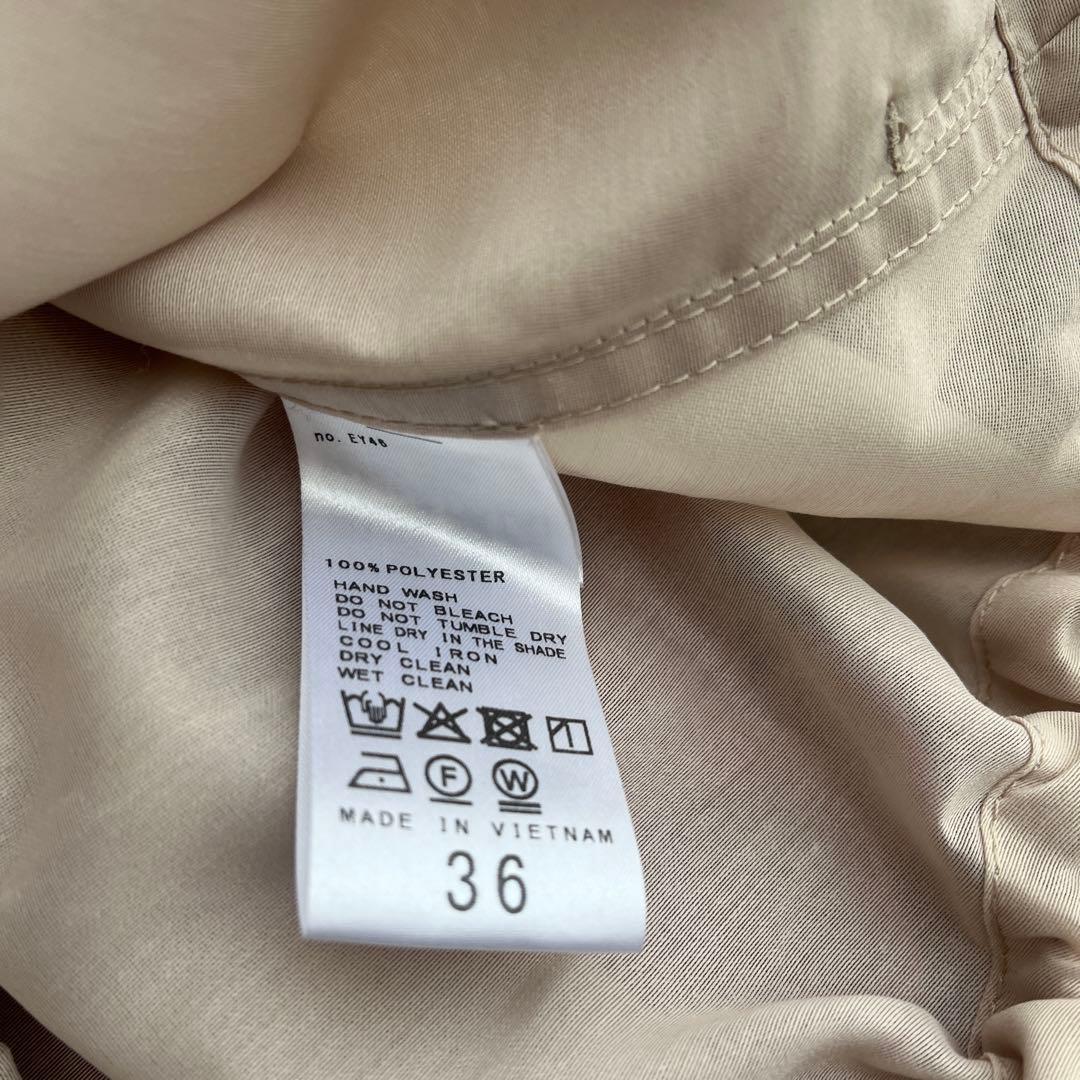 no. EY46
100% POLYESTER
HAND WASH
DO NOT BLEACH
DO NOT TUMBLE DRY
LINE DRY IN THE SHADE
COOL IRON
DRY CLEAN
WET CLEAN
F W
MADE IN VIETNAM
36